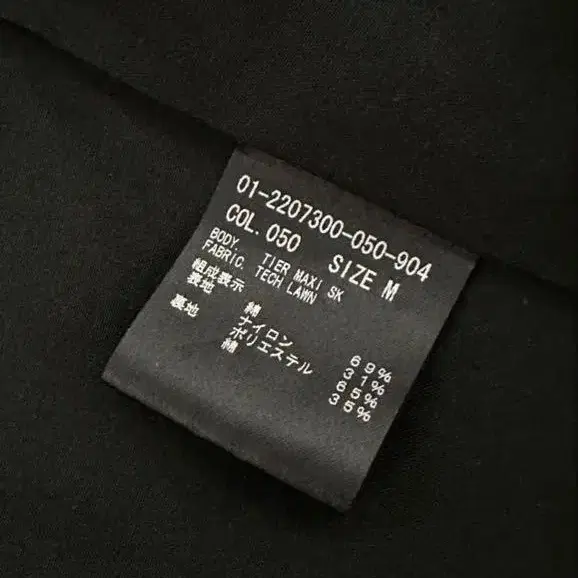 01-2207300-050-904
COL. 050 SIZE M
BODY. TIER MAXI SK
FABRIC. TECH LAWN
組成表示
表地 綿 69%
ナイロン 31%
裏地 ポリエステル 65%
綿 35%